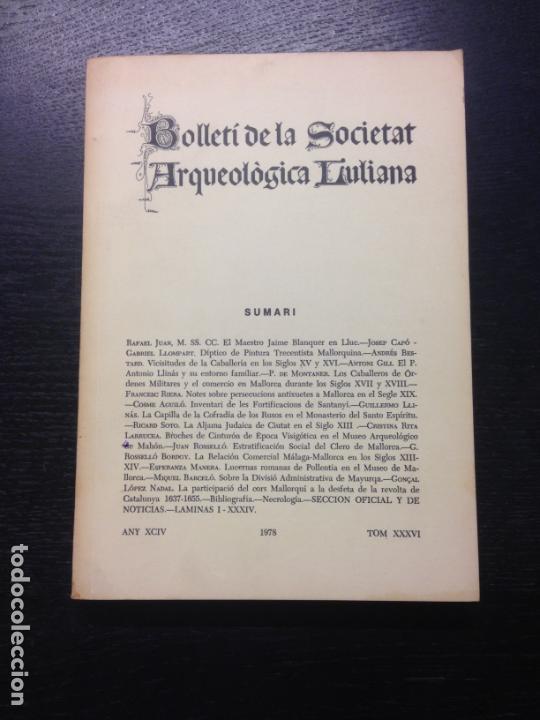 Bolletí de la Societat
Arqueològica Luliana
SUMARI
RAFAEL JUAN, M. SS. CC. El Maestro Jaime Blanquer en Lluc.—JOSEP CAPÓ -
GABRIEL LLOMPART. Díptico de Pintura Trecentista Mallorquina.—ANDRÉS BES-
TARD. Vicisitudes de la Caballería en los Siglos XV y XVI.—ANTONI GILI. El P.
Antonio Llinás y su entorno familiar.—P. DE MONTANER. Los Caballeros de Ór-
denes Militares y el comercio en Mallorca durante los Siglos XVII y XVIII.—
FRANCESC RIERA. Notes sobre persecucions antixuetes a Mallorca en el Segle XIX.
—COSME AGUILÓ. Inventari de les Fortificacions de Santanyí.—GUILLERMO LLI-
NÁS. La Capilla de la Cofradía de los Rusos en el Monasterio del Santo Espíritu.
—RICARD SOTO. La Aljama Judaica de Ciutat en el Siglo XIII.—CRISTINA RITA
LARRUCEA. Broches de Cinturón de Época Visigótica en el Museo Arqueológico
de Mahón.—JUAN ROSSELLÓ. Estratificación Social del Clero de Mallorca.—G.
ROSSELLÓ BORDOY. La Relación Comercial Málaga-Mallorca en los Siglos XIII-
XIV.—ESPERANZA MANERA. Lucernas romanas de Pollentia en el Museo de Ma-
llorca.—MIQUEL BARCELÓ. Sobre la Divisió Administrativa de Mayurqa.—GONÇAL
LÓPEZ NADAL. La participació del cors Mallorquí a la desfeta de la revolta de
Catalunya 1637-1655.—Bibliografía.—Necrología.—SECCION OFICIAL Y DE
NOTICIAS.—LAMINAS I - XXXIV.
ANY XCIV 1978 TOM XXXVI
todocoleccion.net